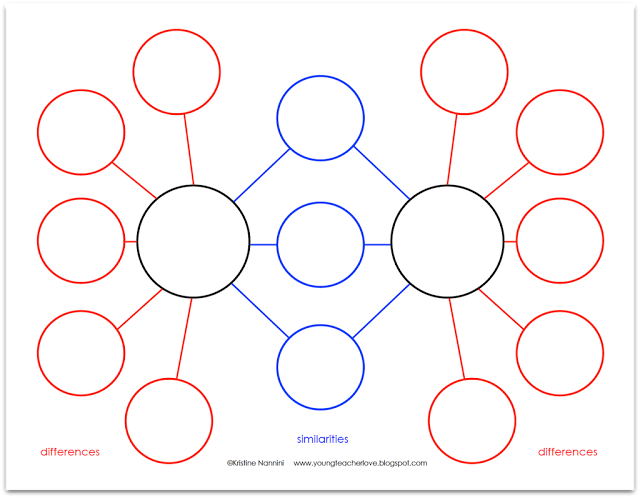 similarities
differences
differences
©Kristine Nannini www.youngteacherlove.blogspot.com